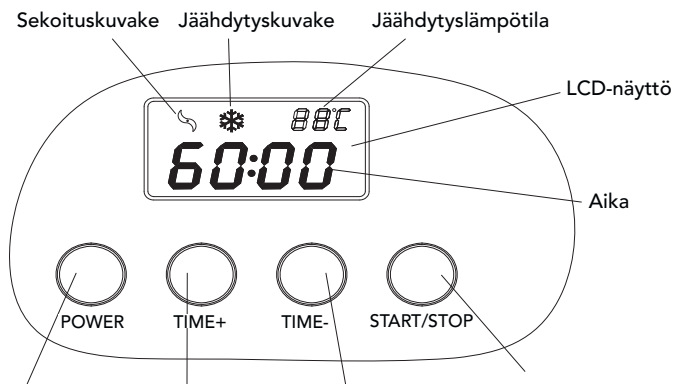 Sekoituskuvake Jäähdytyskuvake Jäähdytyslämpötila
LCD-näyttö
88°C
60:00
Aika
POWER TIME+ TIME- START/STOP